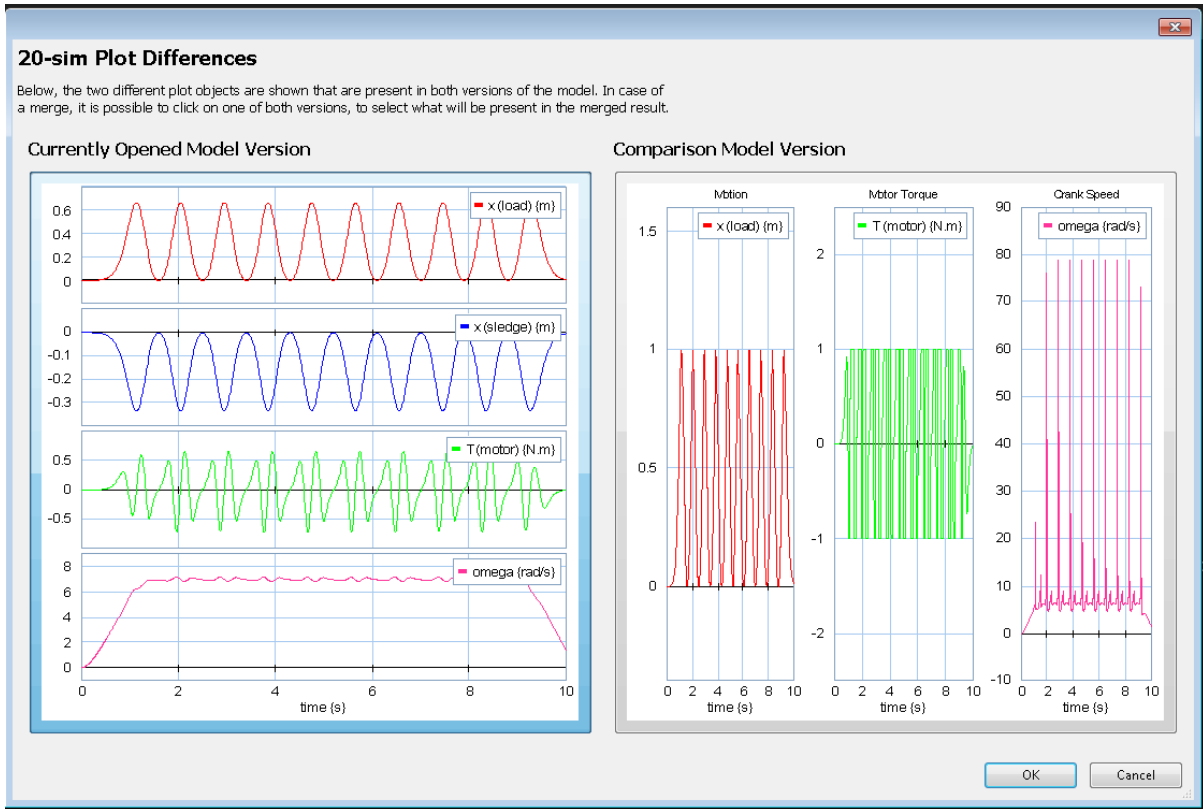 20-sim Plot Differences
Below, the two different plot objects are shown that are present in both versions of the model. In case of
a merge, it is possible to click on one of both versions, to select what will be present in the merged result.
Currently Opened Model Version
x (load) {m}
0.6
0.4
0.2
0
x (sledge) {m}
0
-0.1
-0.2
-0.3
T (motor) {N.m}
0.5
0
-0.5
omega {rad/s}
8
6
4
2
0
0 2 4 6 8 10
time {s}
Comparison Model Version
Motion
x (load) {m}
1.5
1
0.5
0
0 2 4 6 8 10
time {s}
Motor Torque
T (motor) {N.m}
2
1
0
-1
-2
0 2 4 6 8 10
time {s}
Crank Speed
omega {rad/s}
90
80
70
60
50
40
30
20
10
0
-10
0 2 4 6 8 10
time {s}
OK
Cancel